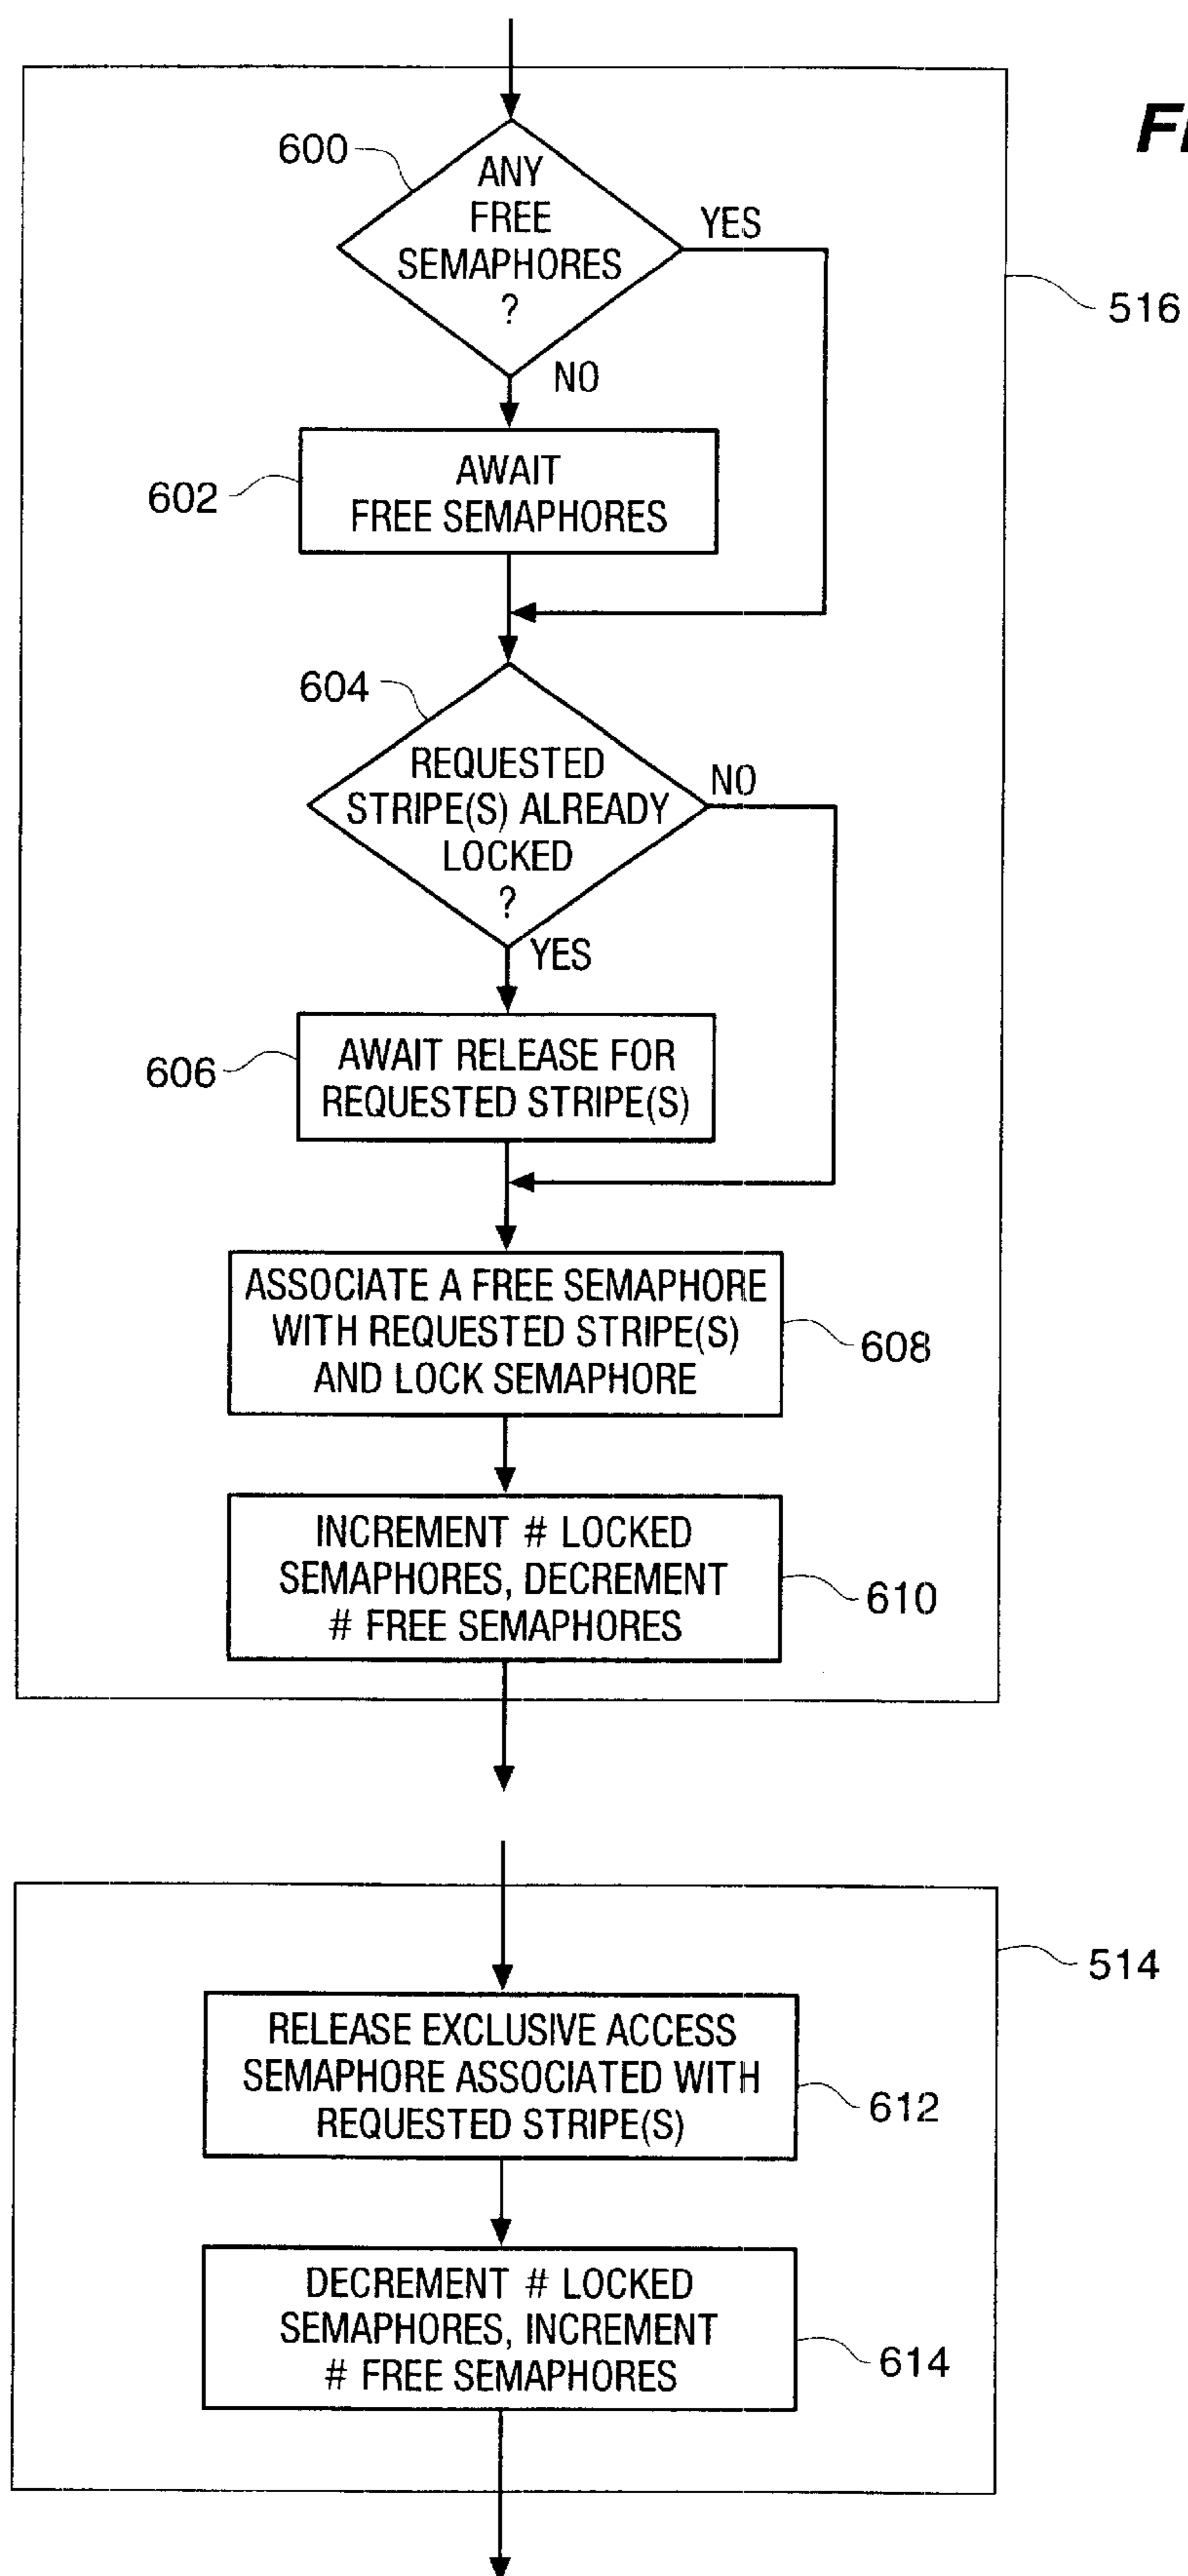 FI
600
ANY
FREE
SEMAPHORES
?
YES
516
NO
602
AWAIT
FREE SEMAPHORES
604
REQUESTED
STRIPE(S) ALREADY
LOCKED
?
NO
YES
606
AWAIT RELEASE FOR
REQUESTED STRIPE(S)
ASSOCIATE A FREE SEMAPHORE
WITH REQUESTED STRIPE(S)
AND LOCK SEMAPHORE
608
INCREMENT # LOCKED
SEMAPHORES, DECREMENT
# FREE SEMAPHORES
610
514
RELEASE EXCLUSIVE ACCESS
SEMAPHORE ASSOCIATED WITH
REQUESTED STRIPE(S)
612
DECREMENT # LOCKED
SEMAPHORES, INCREMENT
# FREE SEMAPHORES
614